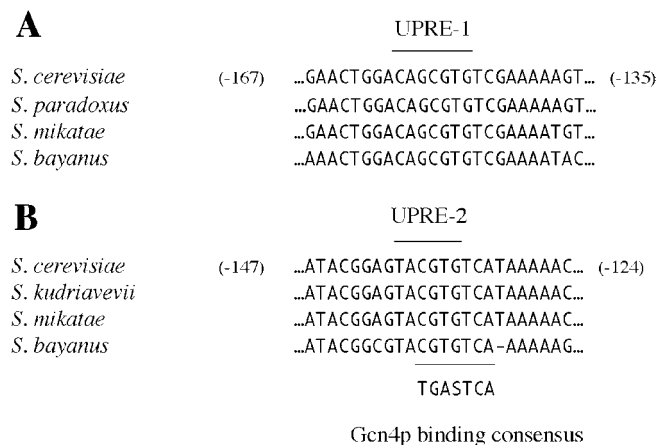 A
UPRE-1
S. cerevisiae (-167) ...GAACTGGACAGCGTGTCGAAAAAGT... (-135)
S. paradoxus ...GAACTGGACAGCGTGTCGAAAAAGT...
S. mikatae ...GAACTGGACAGCGTGTCGAAAATGT...
S. bayanus ...AAACTGGACAGCGTGTCGAAAATAC...
B
UPRE-2
S. cerevisiae (-147) ...ATACGGAGTACGTGTCATAAAAAC... (-124)
S. kudriavevii ...ATACGGAGTACGTGTCATAAAAAC...
S. mikatae ...ATACGGAGTACGTGTCATAAAAAC...
S. bayanus ...ATACGGCGTACGTGTCA-AAAAAG...
TGASTCA
Gcn4p binding consensus